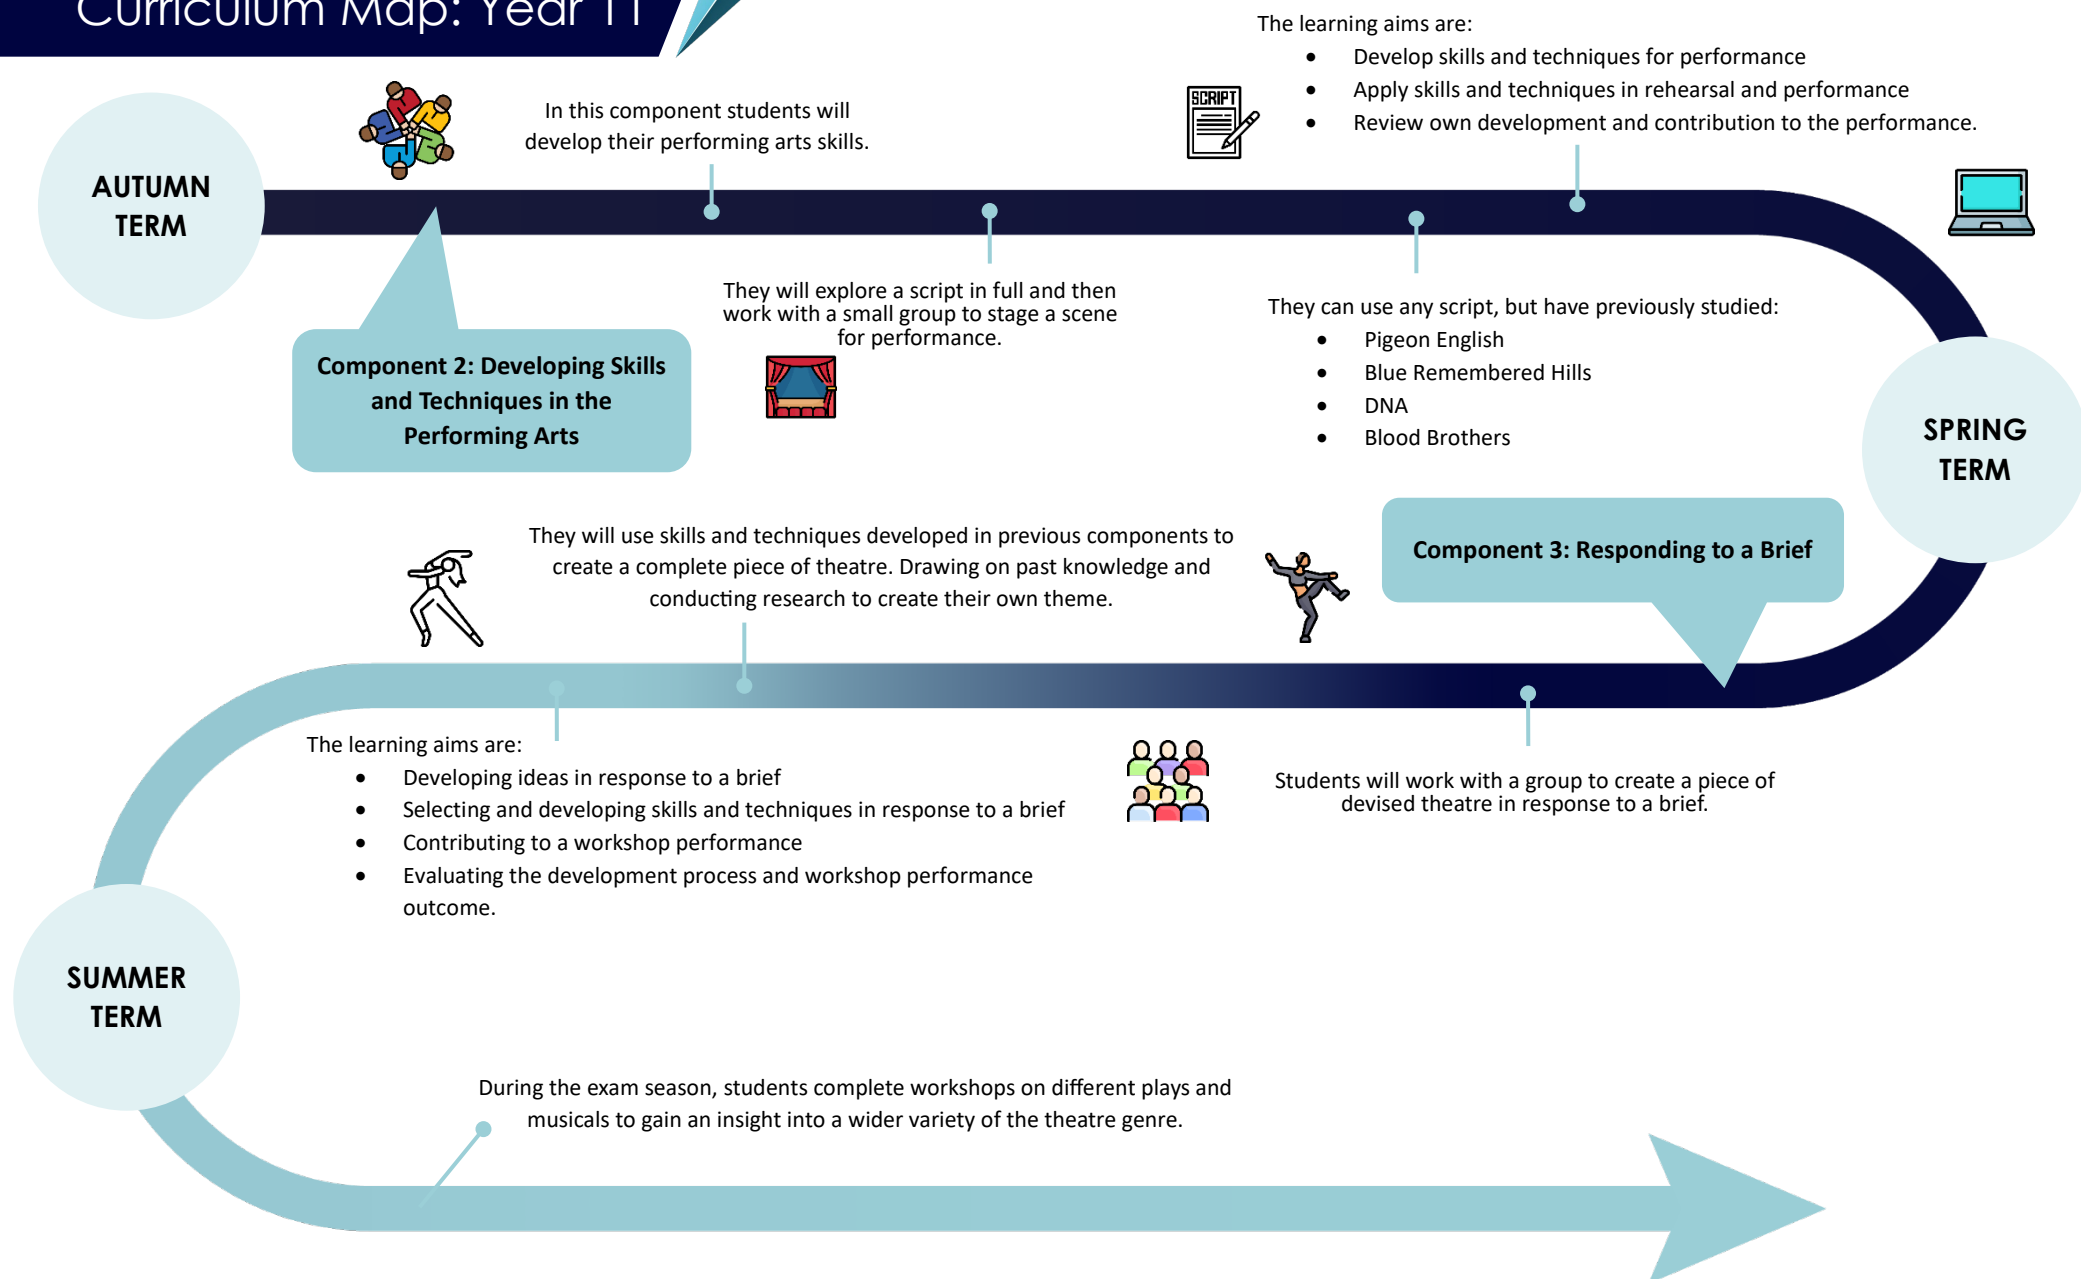 Curriculum Map: Year 11
AUTUMN
TERM
In this component students will
develop their performing arts skills.
SCRIPT
The learning aims are:
• Develop skills and techniques for performance
• Apply skills and techniques in rehearsal and performance
• Review own development and contribution to the performance.
Component 2: Developing Skills
and Techniques in the
Performing Arts
They will explore a script in full and then
work with a small group to stage a scene
for performance.
They can use any script, but have previously studied:
• Pigeon English
• Blue Remembered Hills
• DNA
• Blood Brothers
SPRING
TERM
Component 3: Responding to a Brief
Students will work with a group to create a piece of
devised theatre in response to a brief.
They will use skills and techniques developed in previous components to
create a complete piece of theatre. Drawing on past knowledge and
conducting research to create their own theme.
The learning aims are:
• Developing ideas in response to a brief
• Selecting and developing skills and techniques in response to a brief
• Contributing to a workshop performance
• Evaluating the development process and workshop performance
outcome.
SUMMER
TERM
During the exam season, students complete workshops on different plays and
musicals to gain an insight into a wider variety of the theatre genre.